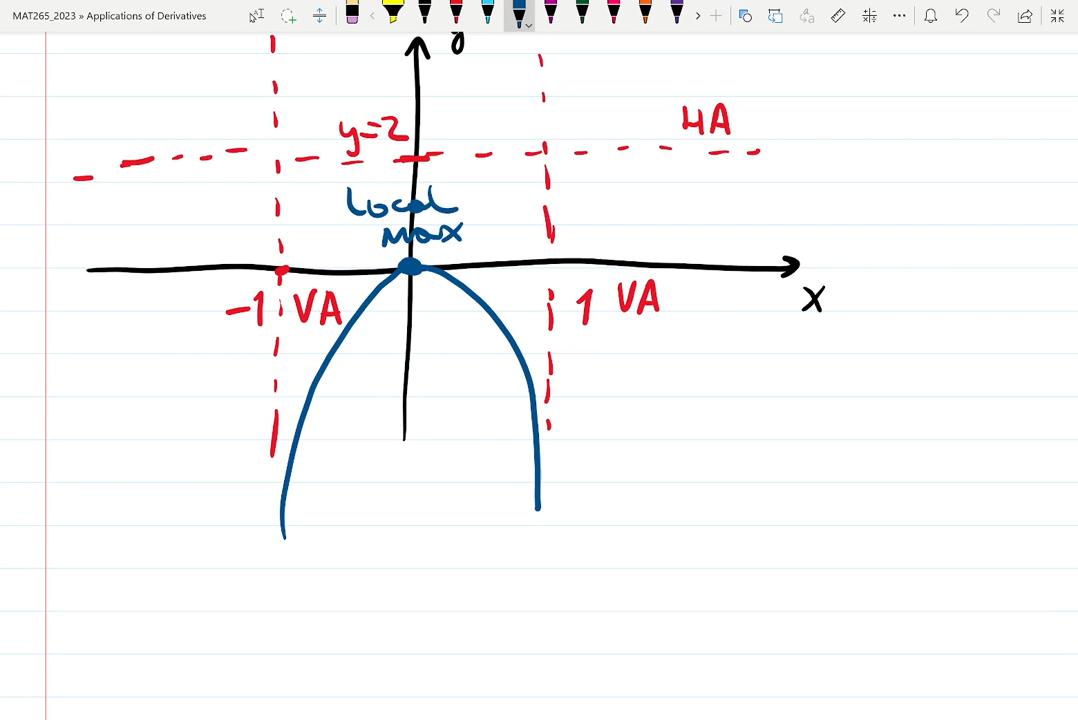 MAT265_2023 » Applications of Derivatives
y
y=2
HA
Local
max
-1 VA
1 VA
x